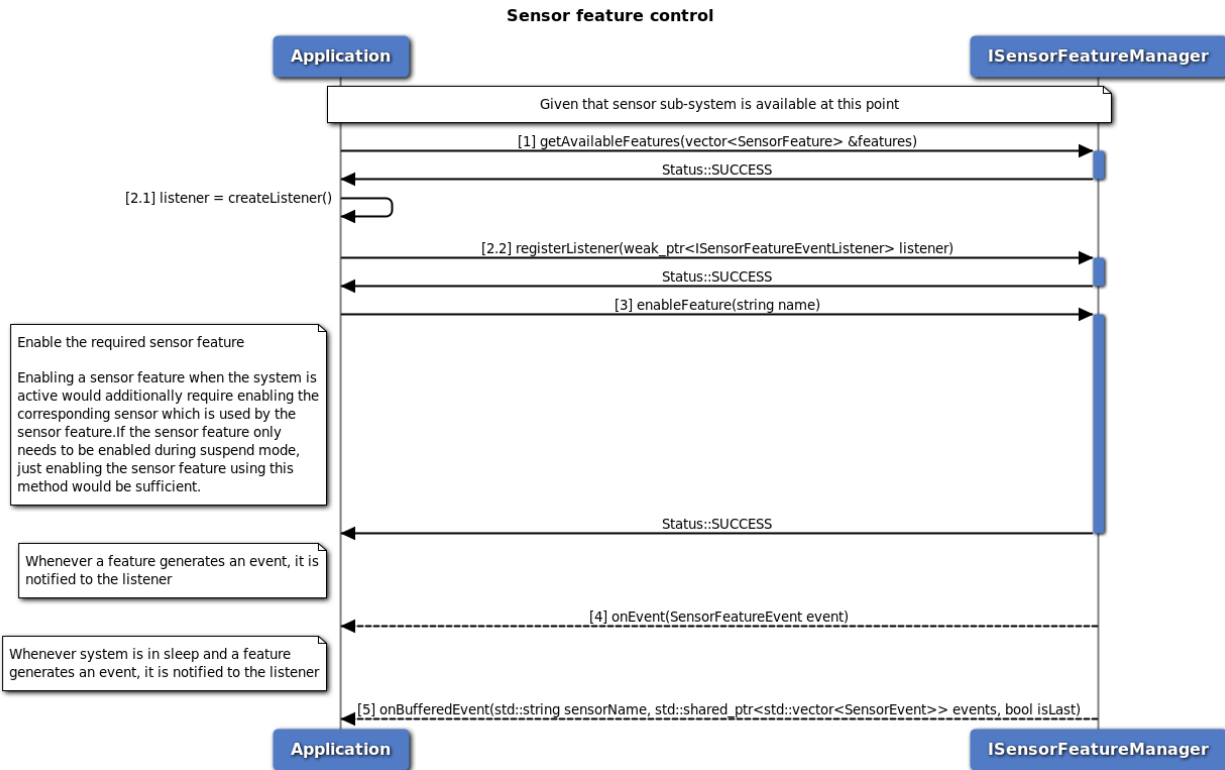 Sensor feature control
Application
ISensorFeatureManager
Given that sensor sub-system is available at this point
[1] getAvailableFeatures(vector<SensorFeature> &features)
Status::SUCCESS
[2.1] listener = createListener()
[2.2] registerListener(weak_ptr<ISensorFeatureEventListener> listener)
Status::SUCCESS
[3] enableFeature(string name)
Enable the required sensor feature
Enabling a sensor feature when the system is
active would additionally require enabling the
corresponding sensor which is used by the
sensor feature.If the sensor feature only
needs to be enabled during suspend mode,
just enabling the sensor feature using this
method would be sufficient.
Status::SUCCESS
Whenever a feature generates an event, it is
notified to the listener
[4] onEvent(SensorFeatureEvent event)
Whenever system is in sleep and a feature
generates an event, it is notified to the listener
[5] onBufferedEvent(std::string sensorName, std::shared_ptr<std::vector<SensorEvent>> events, bool isLast)
Application
ISensorFeatureManager